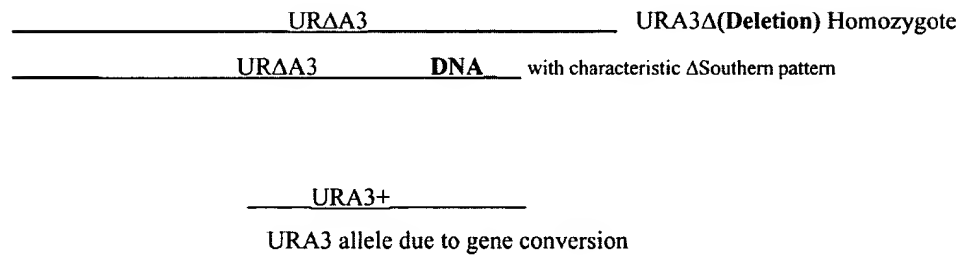 URΔA3 URA3Δ(Deletion) Homozygote
URΔA3 DNA with characteristic ΔSouthern pattern
URA3+
URA3 allele due to gene conversion